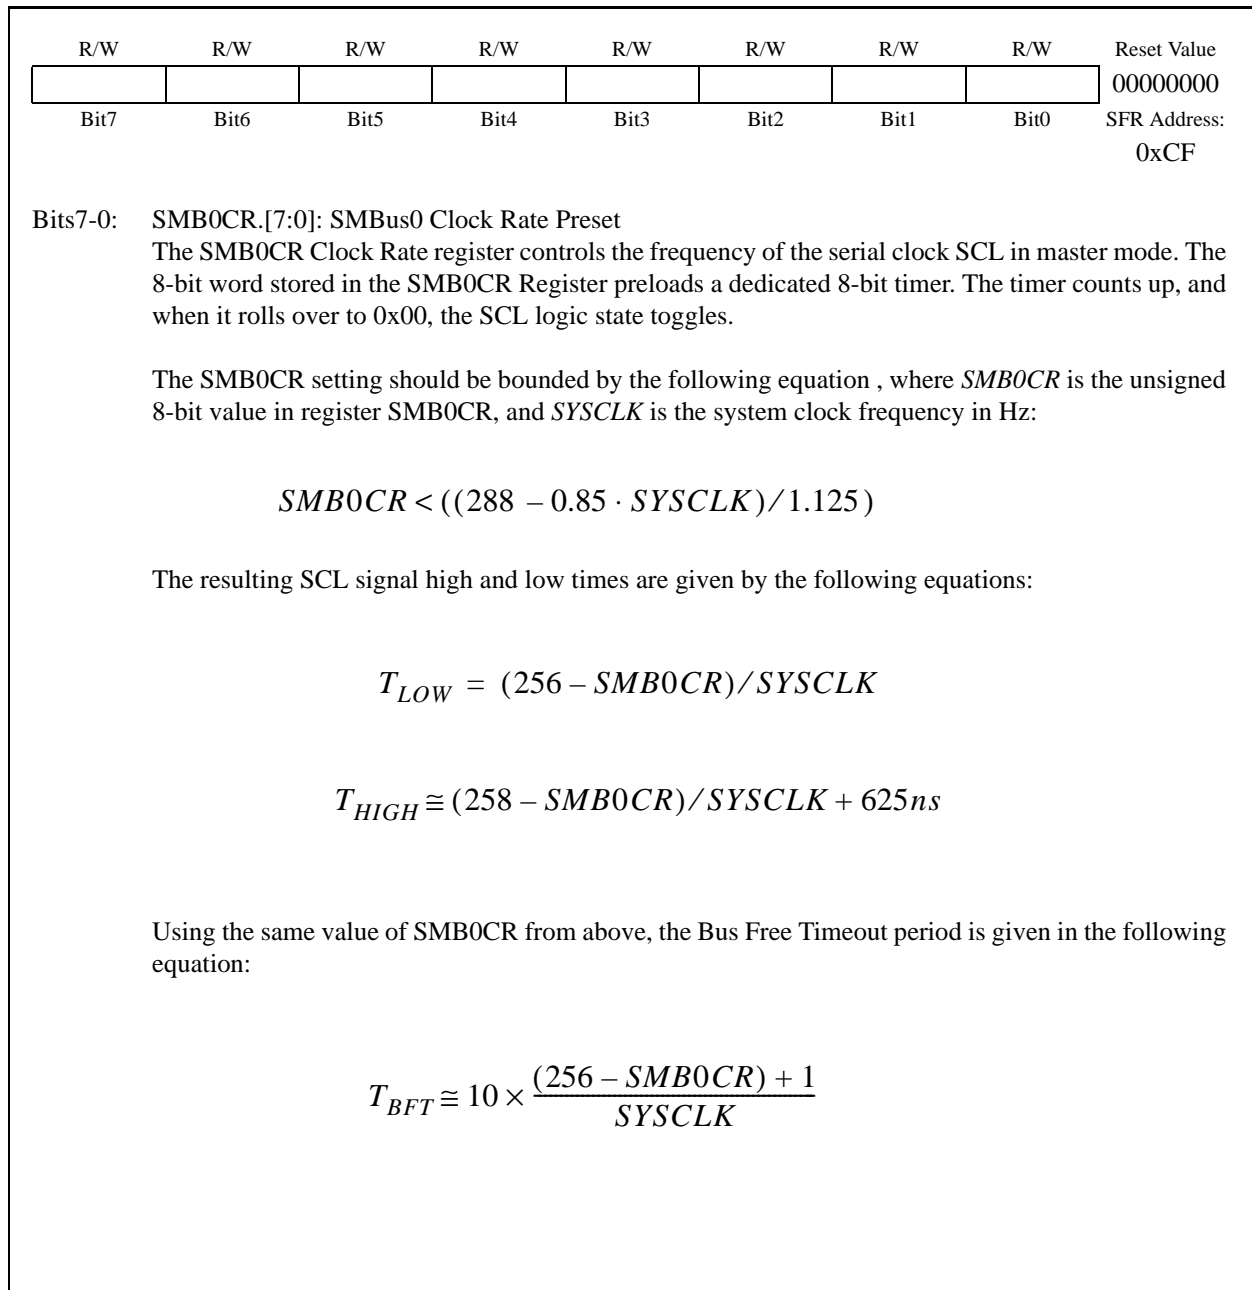 R/W R/W R/W R/W R/W R/W R/W R/W Reset Value
00000000
Bit7 Bit6 Bit5 Bit4 Bit3 Bit2 Bit1 Bit0 SFR Address:
0xCF
Bits7-0: SMB0CR.[7:0]: SMBus0 Clock Rate Preset
The SMB0CR Clock Rate register controls the frequency of the serial clock SCL in master mode. The
8-bit word stored in the SMB0CR Register preloads a dedicated 8-bit timer. The timer counts up, and
when it rolls over to 0x00, the SCL logic state toggles.
The SMB0CR setting should be bounded by the following equation , where SMB0CR is the unsigned
8-bit value in register SMB0CR, and SYSCLK is the system clock frequency in Hz:
SMB0CR < ((288 – 0.85 · SYSCLK)/1.125)
The resulting SCL signal high and low times are given by the following equations:
T_LOW = (256 – SMB0CR)/SYSCLK
T_HIGH ≅ (258 – SMB0CR)/SYSCLK + 625ns
Using the same value of SMB0CR from above, the Bus Free Timeout period is given in the following
equation:
T_BFT ≅ 10 × (256 – SMB0CR) + 1
SYSCLK